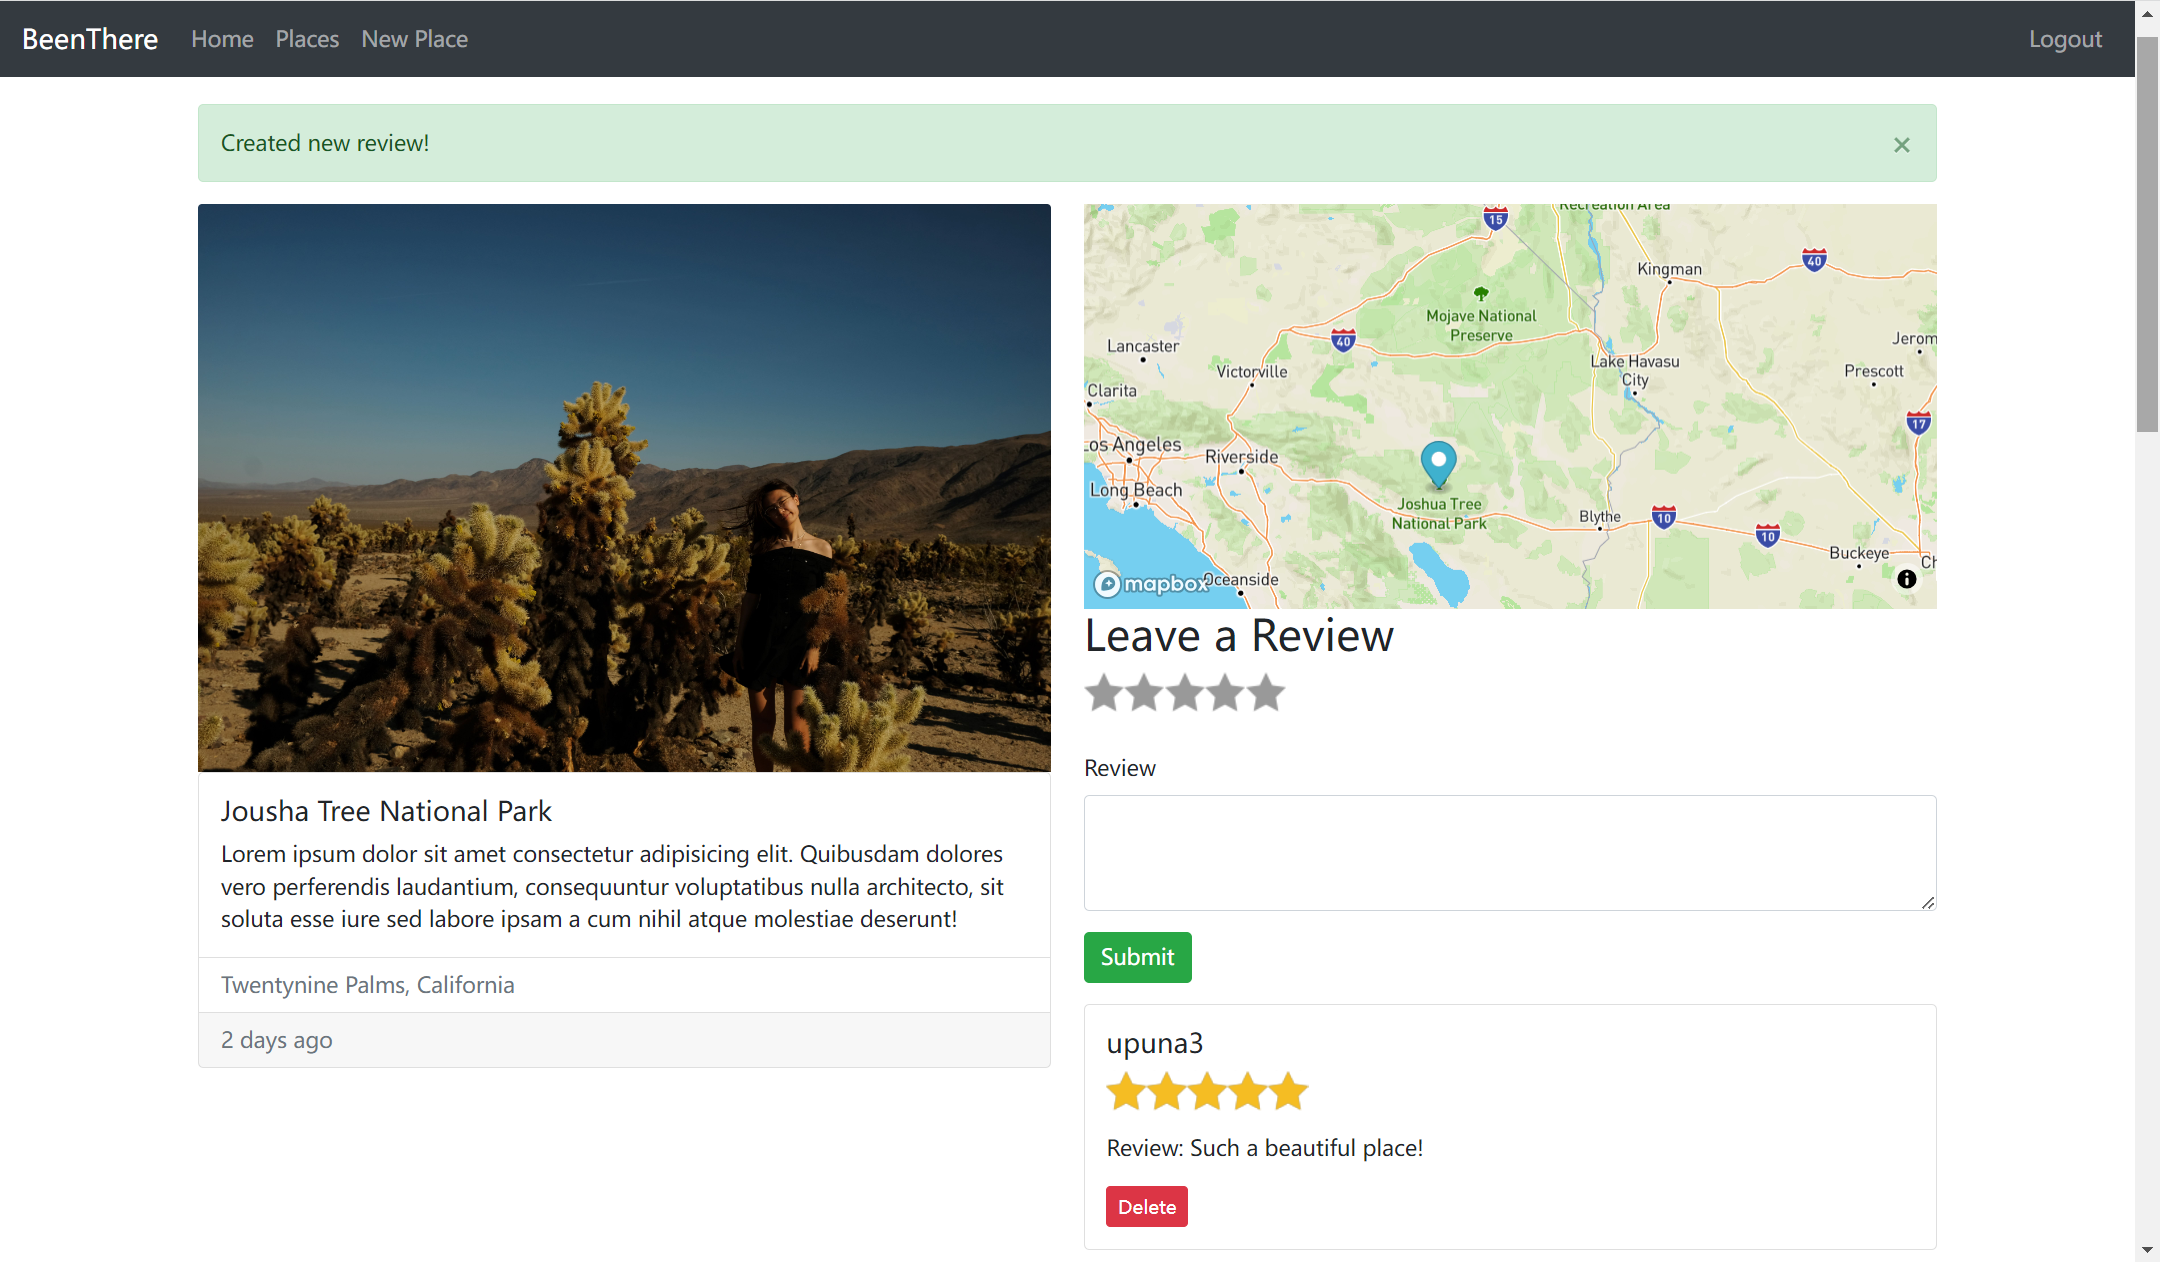 BeenThere Home Places New Place Logout
Created new review!
×
Jousha Tree National Park
Lorem ipsum dolor sit amet consectetur adipisicing elit. Quibusdam dolores
vero perferendis laudantium, consequuntur voluptatibus nulla architecto, sit
soluta esse iure sed labore ipsam a cum nihil atque molestiae deserunt!
Twentynine Palms, California
2 days ago
Recreation Area
15
Kingman
40
Mojave National
Preserve
40
Lancaster
Jerom
Lake Havasu
City
Victorville
Prescott
Clarita
17
Los Angeles
Riverside
Long Beach
Joshua Tree
National Park
Blythe
10
10
Buckeye
Ch
mapbox
Oceanside
Leave a Review
Review
Submit
upuna3
Review: Such a beautiful place!
Delete